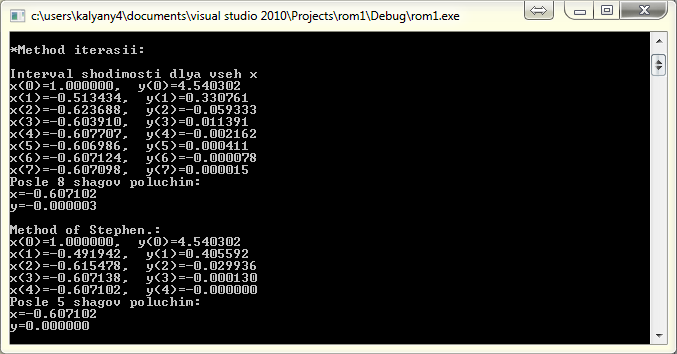 c:\users\kalyany4\documents\visual studio 2010\Projects\rom1\Debug\rom1.exe
*Method iterasii:
Interval shodimosti dlya vseh x
x(0)=1.000000,  y(0)=4.540302
x(1)=-0.513434,  y(1)=0.330761
x(2)=-0.623688,  y(2)=-0.059333
x(3)=-0.603910,  y(3)=0.011391
x(4)=-0.607707,  y(4)=-0.002162
x(5)=-0.606986,  y(5)=0.000411
x(6)=-0.607124,  y(6)=-0.000078
x(7)=-0.607098,  y(7)=0.000015
Posle 8 shagov poluchim:
x=-0.607102
y=-0.000003
Method of Stephen.:
x(0)=1.000000,  y(0)=4.540302
x(1)=-0.491942,  y(1)=0.405592
x(2)=-0.615478,  y(2)=-0.029936
x(3)=-0.607138,  y(3)=-0.000130
x(4)=-0.607102,  y(4)=-0.000000
Posle 5 shagov poluchim:
x=-0.607102
y=0.000000